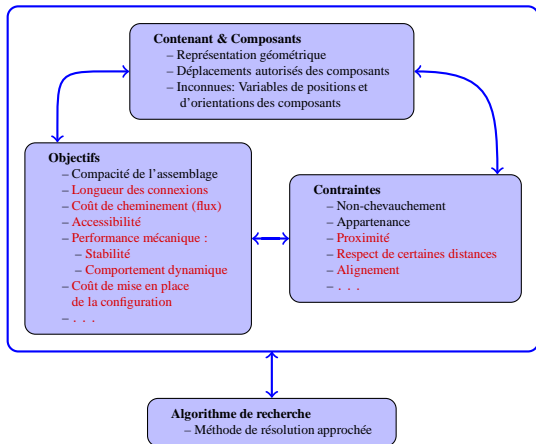 Contenant & Composants
– Représentation géométrique
– Déplacements autorisés des composants
– Inconnues: Variables de positions et
d'orientations des composants
Objectifs
– Compacité de l'assemblage
– Longueur des connexions
– Coût de cheminement (flux)
– Accessibilité
– Performance mécanique :
– Stabilité
– Comportement dynamique
– Coût de mise en place
de la configuration
– . . .
Contraintes
– Non-chevauchement
– Appartenance
– Proximité
– Respect de certaines distances
– Alignement
– . . .
Algorithme de recherche
– Méthode de résolution approchée